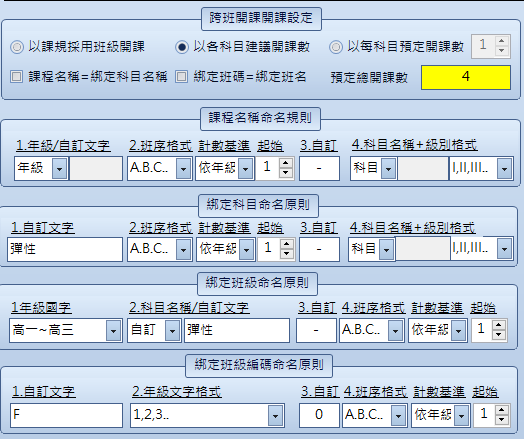 跨班開課開課設定
以課規採用班級開課 以各科目建議開課數 以每科目預定開課數 1
課程名稱=綁定科目名稱 綁定班碼=綁定班名 預定總開課數 4
課程名稱命名規則
1.年級/自訂文字 2.班序格式 計數基準 起始 3.自訂 4.科目名稱+級別格式
年級 A.B.C.. 依年級 1 - 科目 I,II,III..
綁定科目命名原則
1.自訂文字 2.班序格式 計數基準 起始 3.自訂 4.科目名稱+級別格式
彈性 A.B.C.. 依年級 1 - 科目 I,II,III..
綁定班級命名原則
1年級國字 2.科目名稱/自訂文字 3.自訂 4.班序格式 計數基準 起始
高一~高三 自訂 彈性 - A.B.C.. 依年級 1
綁定班級編碼命名原則
1.自訂文字 2.年級文字格式 3.自訂 4.班序格式 計數基準 起始
F 1,2,3.. 0 A.B.C.. 依年級 1